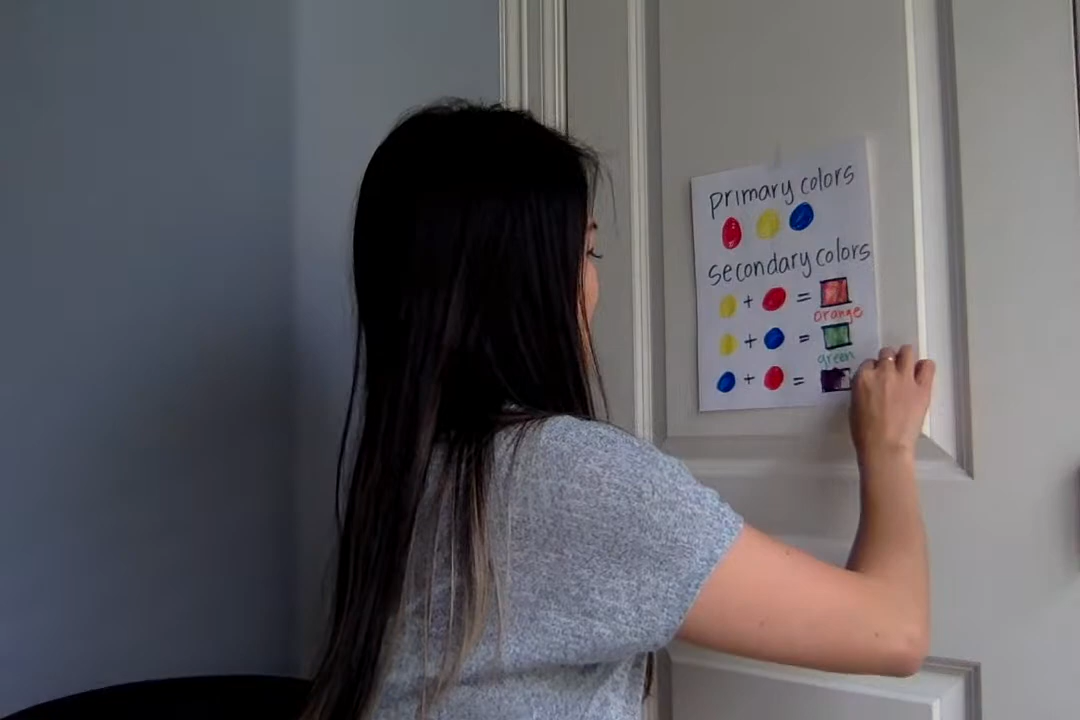 primary colors
secondary colors
+ =
orange
+ =
green
+ =